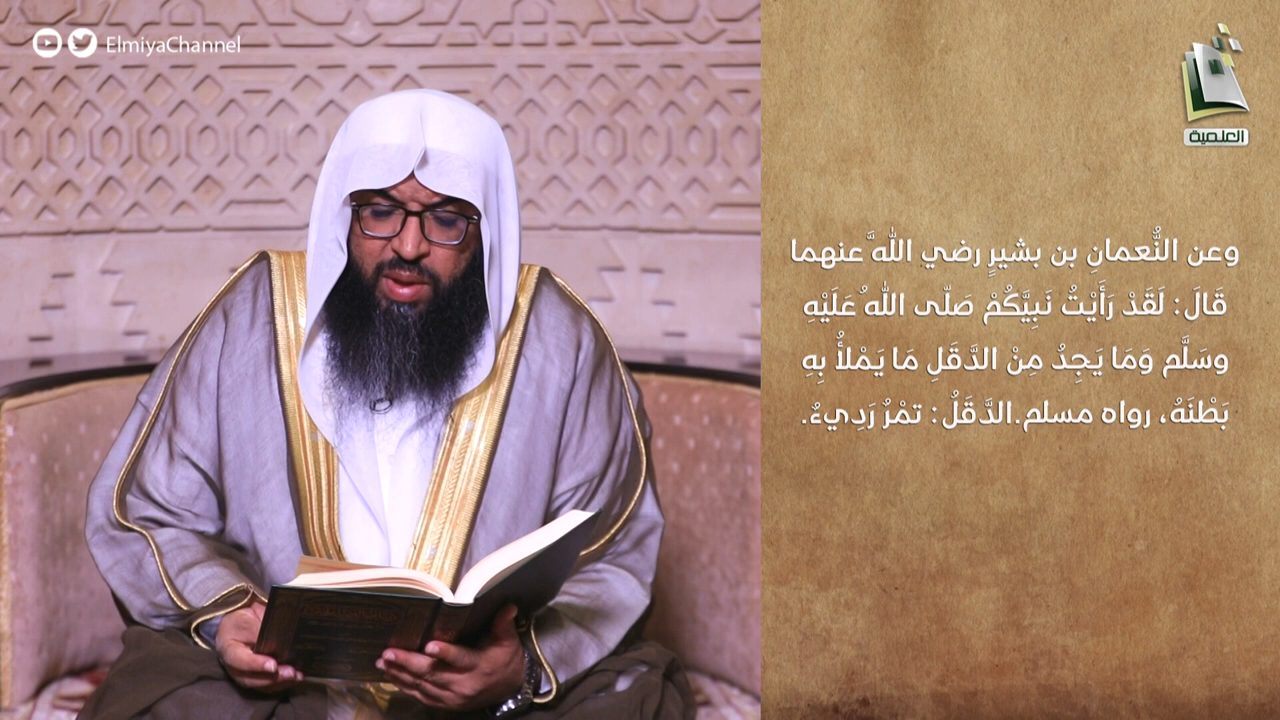 ElmiyaChannel
العلمية
وعن النُّعمانِ بن بشيرٍ رضي اللهَّ عنهما
قَالَ: لَقَدْ رَأَيْتُ نَبِيَّكُمْ صَلّى اللهُ عَلَيْهِ
وسَلَّم وَمَا يَجِدُ مِنْ الدَّقَلِ مَا يَمْلأُ بِهِ
بَطْنَهُ، رواه مسلم.الدَّقَلُ: تمْرٌ رَدِيءٌ.